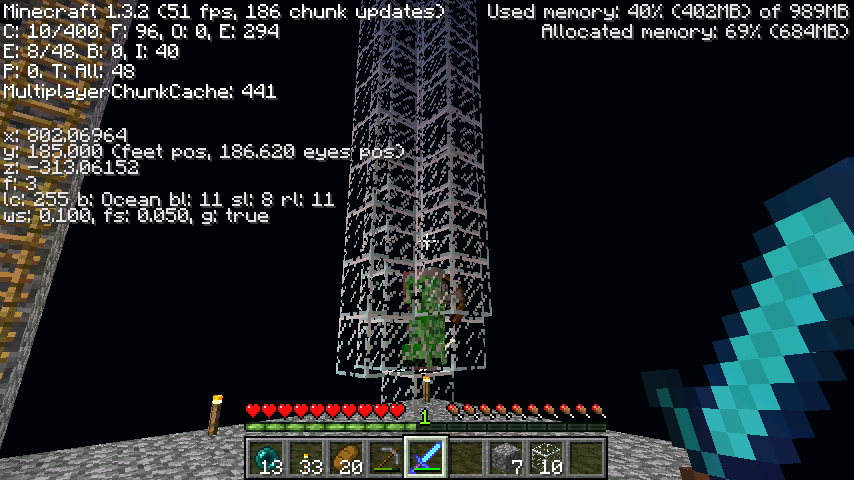 Minecraft 1.3.2 (51 fps, 186 chunk updates)
C: 10/400, F: 96, O: 0, E: 294
E: 8/48, B: 0, I: 40
P: 0, T: All: 48
MultiplayerChunkCache: 441
x: 802.06964
y: 185.000 (feet pos, 186.620 eyes pos)
z: -313.06152
f: 3
lc: 255 b: Ocean bl: 11 sl: 8 rl: 11
ws: 0.100, fs: 0.050, g: true
Used memory: 40% (402MB) of 989MB
Allocated memory: 69% (684MB)
1
13 33 20 7 10